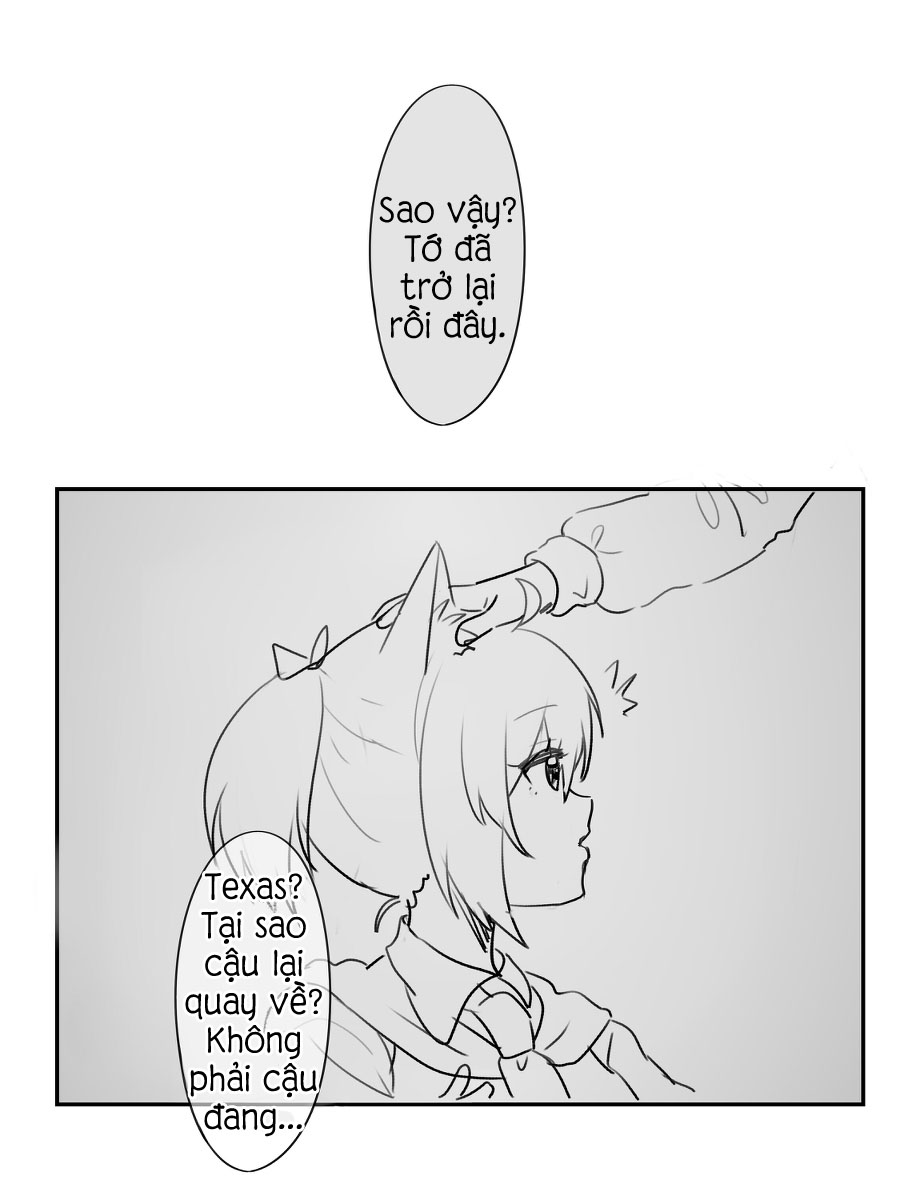 Sao vậy?
Tớ đã
trở lại
rồi đây.
Texas?
Tại sao
cậu lại
quay về?
Không
phải cậu
đang...